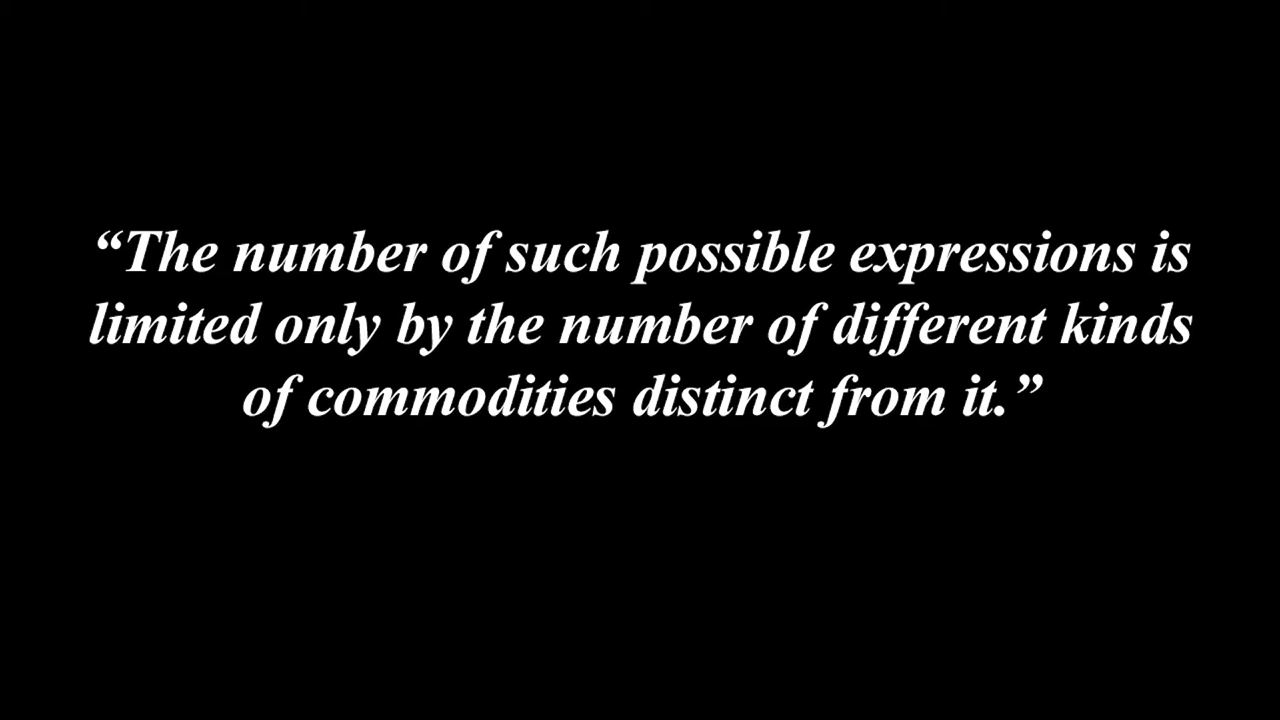 “The number of such possible expressions is
limited only by the number of different kinds
of commodities distinct from it.”